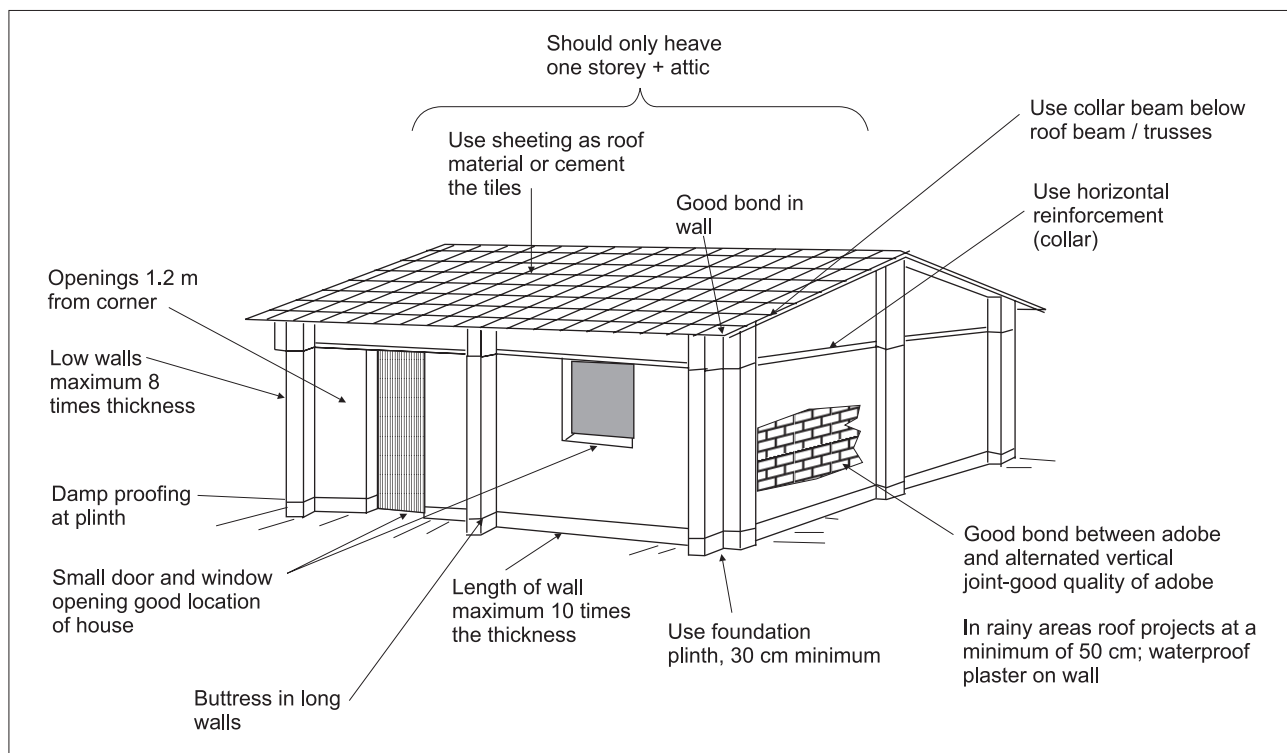 Should only heave
one storey + attic
Use collar beam below
roof beam / trusses
Use sheeting as roof
material or cement
the tiles
Good bond in
wall
Use horizontal
reinforcement
(collar)
Openings 1.2 m
from corner
Low walls
maximum 8
times thickness
Damp proofing
at plinth
Small door and window
opening good location
of house
Length of wall
maximum 10 times
the thickness
Use foundation
plinth, 30 cm minimum
Good bond between adobe
and alternated vertical
joint-good quality of adobe
In rainy areas roof projects at a
minimum of 50 cm; waterproof
plaster on wall
Buttress in long
walls